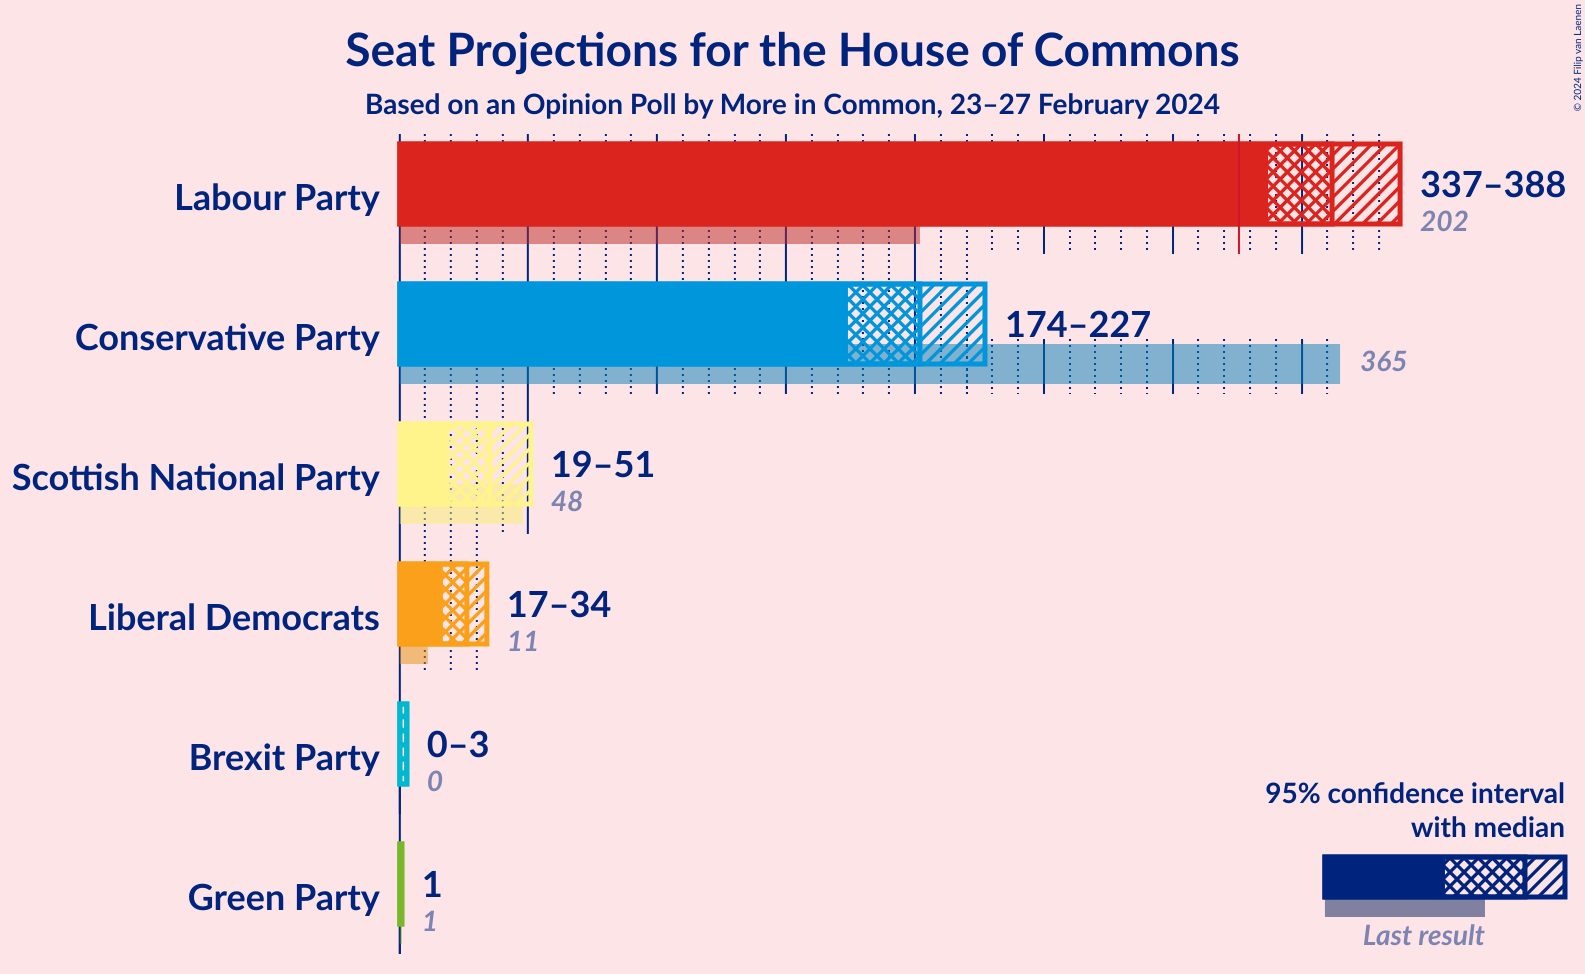 Seat Projections for the House of Commons
Based on an Opinion Poll by More in Common, 23–27 February 2024
© 2024 Filip van Laenen
Labour Party
337–388
202
Conservative Party
174–227
365
Scottish National Party
19–51
48
Liberal Democrats
17–34
11
Brexit Party
0–3
0
Green Party
1
1
95% confidence interval
with median
Last result